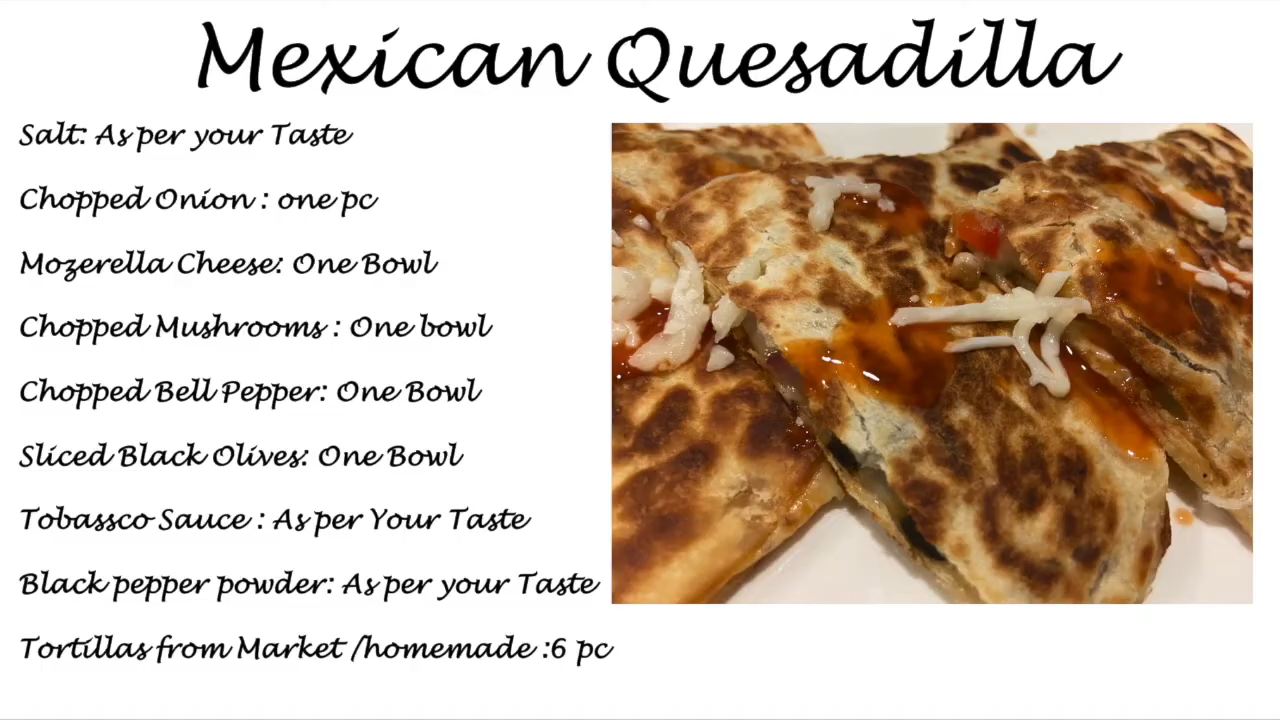 Mexican Quesadilla
Salt: As per your Taste
Chopped Onion : one pc
Mozerella Cheese: One Bowl
Chopped Mushrooms : One bowl
Chopped Bell Pepper: One Bowl
Sliced Black Olives: One Bowl
Tobassco Sauce : As per Your Taste
Black pepper powder: As per your Taste
Tortillas from Market /homemade :6 pc